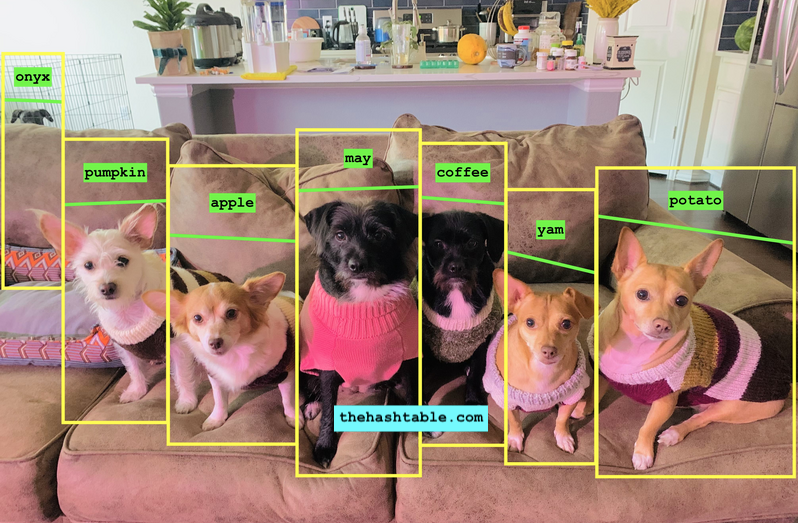 onyx
pumpkin
apple
may
coffee
yam
potato
thehashtable.com